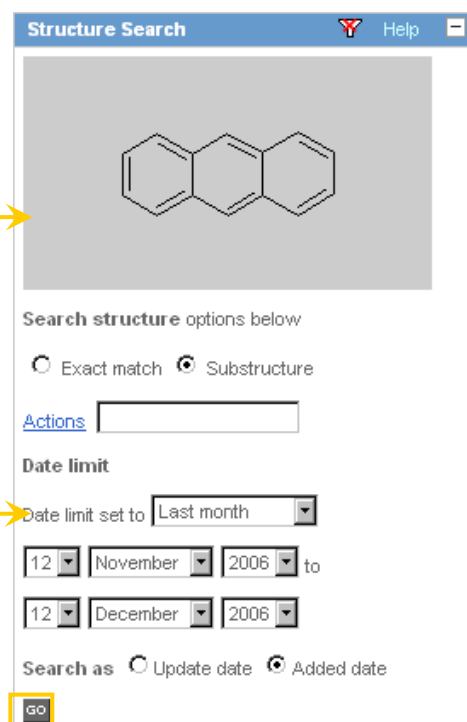 Structure Search Help
Search structure options below
Exact match Substructure
Actions
Date limit
Date limit set to Last month
12 November 2006 to
12 December 2006
Search as Update date Added date
GO